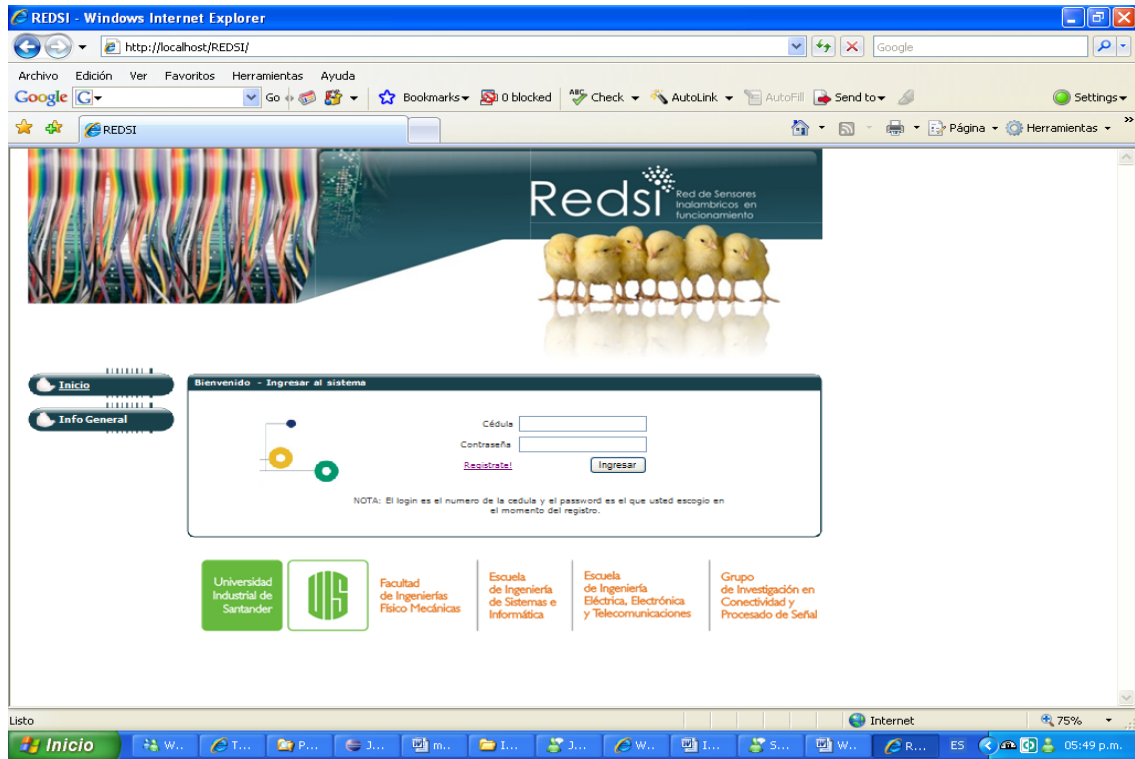 REDSI - Windows Internet Explorer
http://localhost/REDSI/
Google
Archivo Edición Ver Favoritos Herramientas Ayuda
Google G Go Bookmarks 0 blocked ABC Check AutoLink AutoFill Send to Settings
REDSI
Página Herramientas
Redsi
Red de Sensores
Inalambricos en
funcionamiento
Inicio
Info General
Bienvenido - Ingresar al sistema
Cédula
Contraseña
Registrate!
Ingresar
NOTA: El login es el numero de la cedula y el password es el que usted escogio en
el momento del registro.
Universidad
Industrial de
Santander
UIS
Facultad
de Ingenierías
Físico Mecánicas
Escuela
de Ingeniería
de Sistemas e
Informática
Escuela
de Ingeniería
Eléctrica, Electrónica
y Telecomunicaciones
Grupo
de Investigación en
Conectividad y
Procesado de Señal
Listo
Internet
75%
Inicio W... T... P... J... m... I... J... W... I... S... W... R... ES 05:49 p.m.